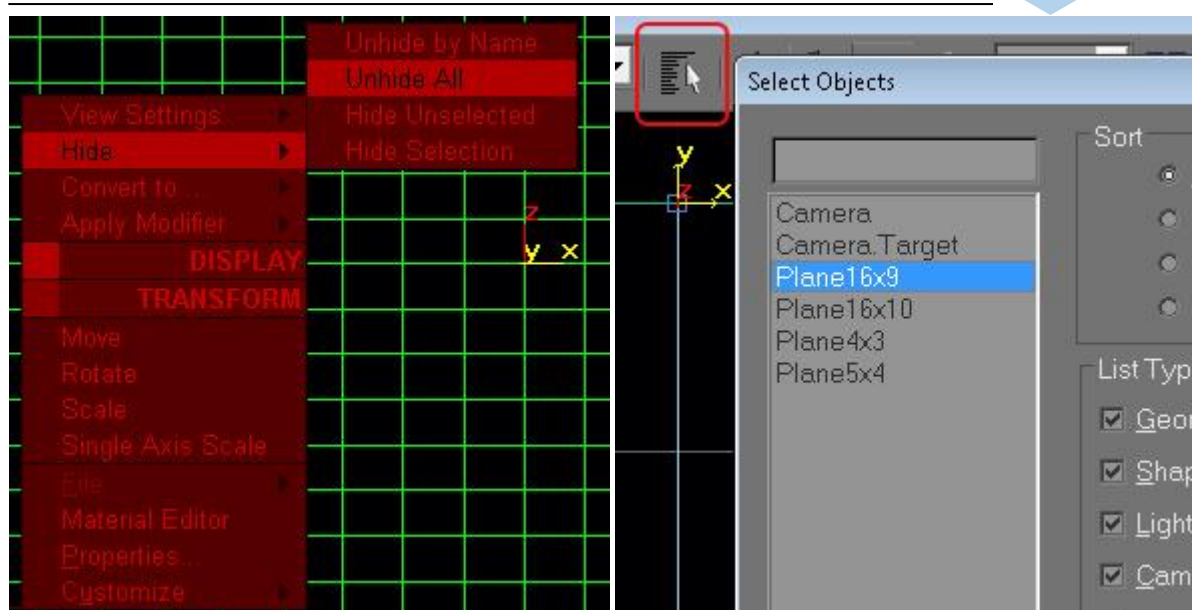 Unhide by Name
Unhide All
Hide Unselected
Hide Selection
View Settings
Hide
Convert to ...
Apply Modifier
DISPLAY
TRANSFORM
Move
Rotate
Scale
Single Axis Scale
File
Material Editor
Properties...
Customize
z
y x
y
z x
Select Objects
Sort
Camera
Camera.Target
Plane16x9
Plane16x10
Plane4x3
Plane5x4
List Typ
Geor
Shap
Light
Cam